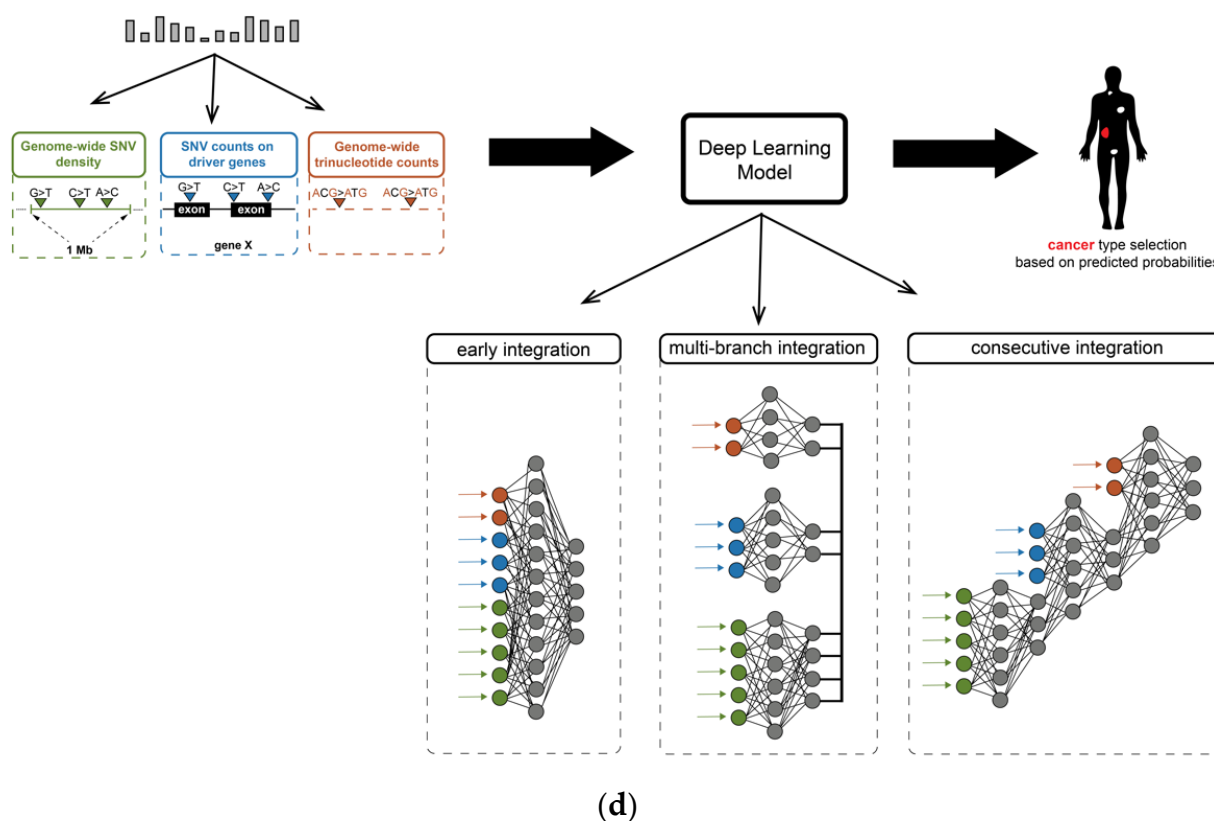 Genome-wide SNV
density
G>T C>T A>C
1 Mb
SNV counts on
driver genes
G>T C>T A>C
exon exon
gene X
Genome-wide
trinucleotide counts
ACG>ATG ACG>ATG
Deep Learning
Model
cancer type selection
based on predicted probabilities
early integration
multi-branch integration
consecutive integration
(d)